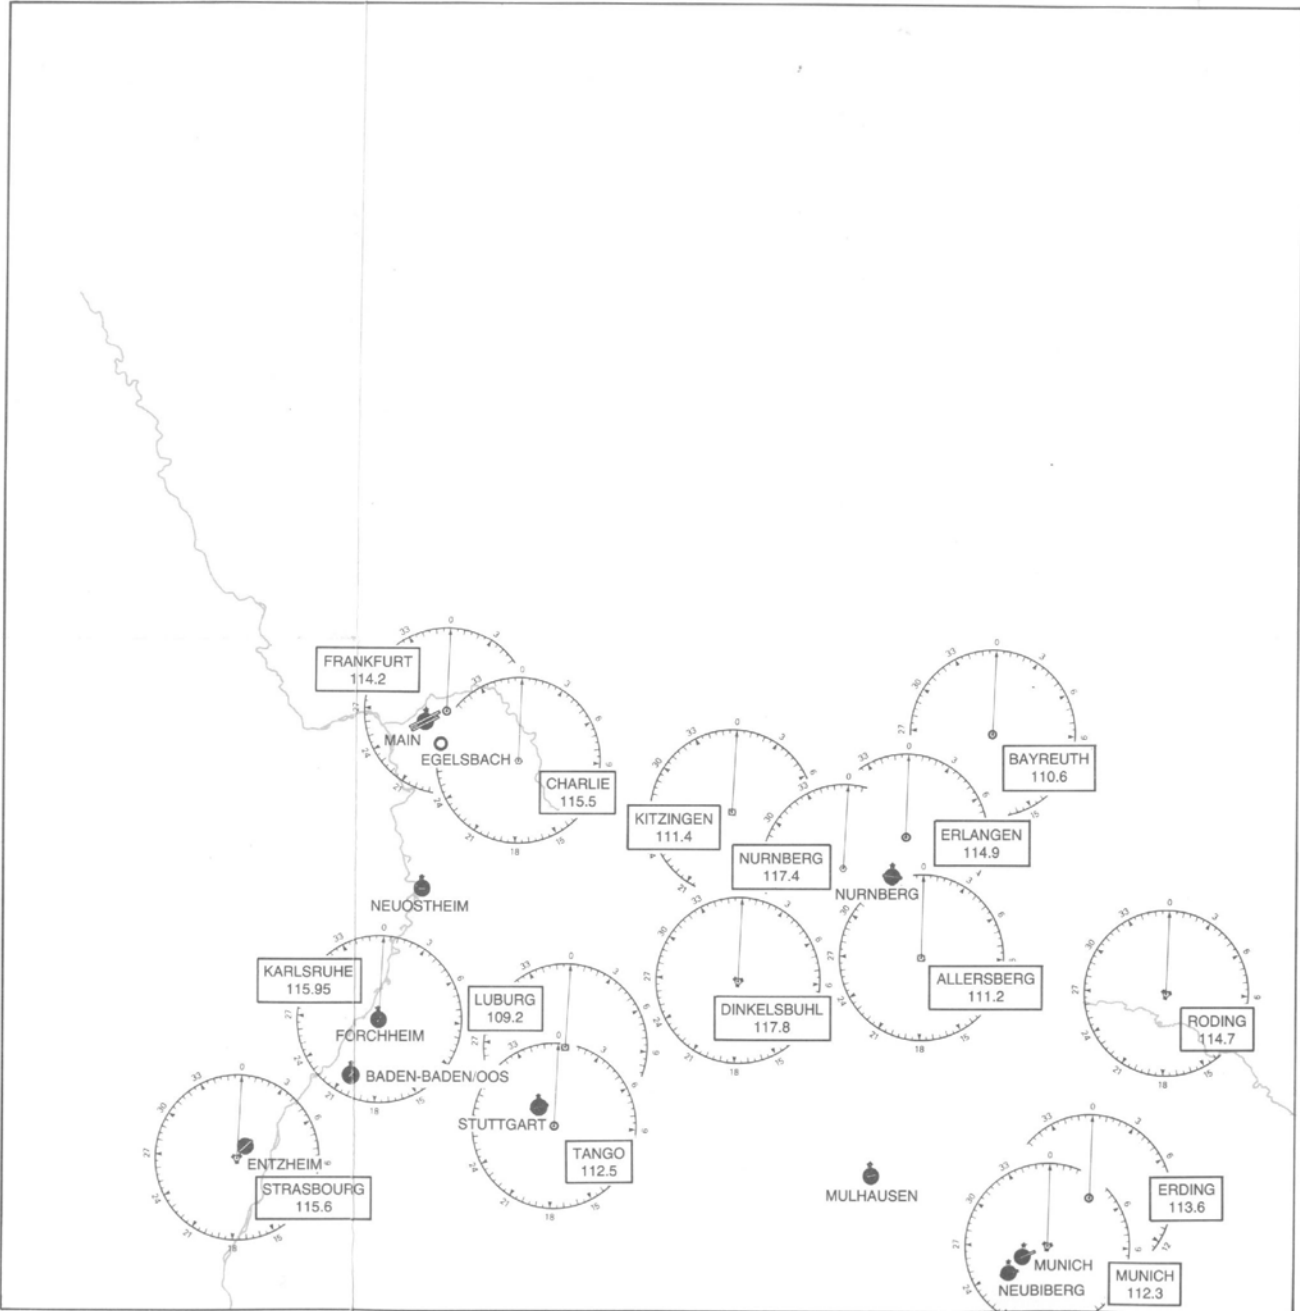 FRANKFURT
114.2
MAIN
EGELSBACH
CHARLIE
115.5
BAYREUTH
110.6
KITZINGEN
111.4
NURNBERG
117.4
ERLANGEN
114.9
NURNBERG
NEUOSTHEIM
KARLSRUHE
115.95
FORCHHEIM
LUBURG
109.2
DINKELSBUHL
117.8
ALLERSBERG
111.2
RODING
114.7
BADEN-BADEN/OOS
STUTTGART
TANGO
112.5
ENTZHEIM
STRASBOURG
115.6
MULHAUSEN
ERDING
113.6
MUNICH
NEUBIBERG
MUNICH
112.3